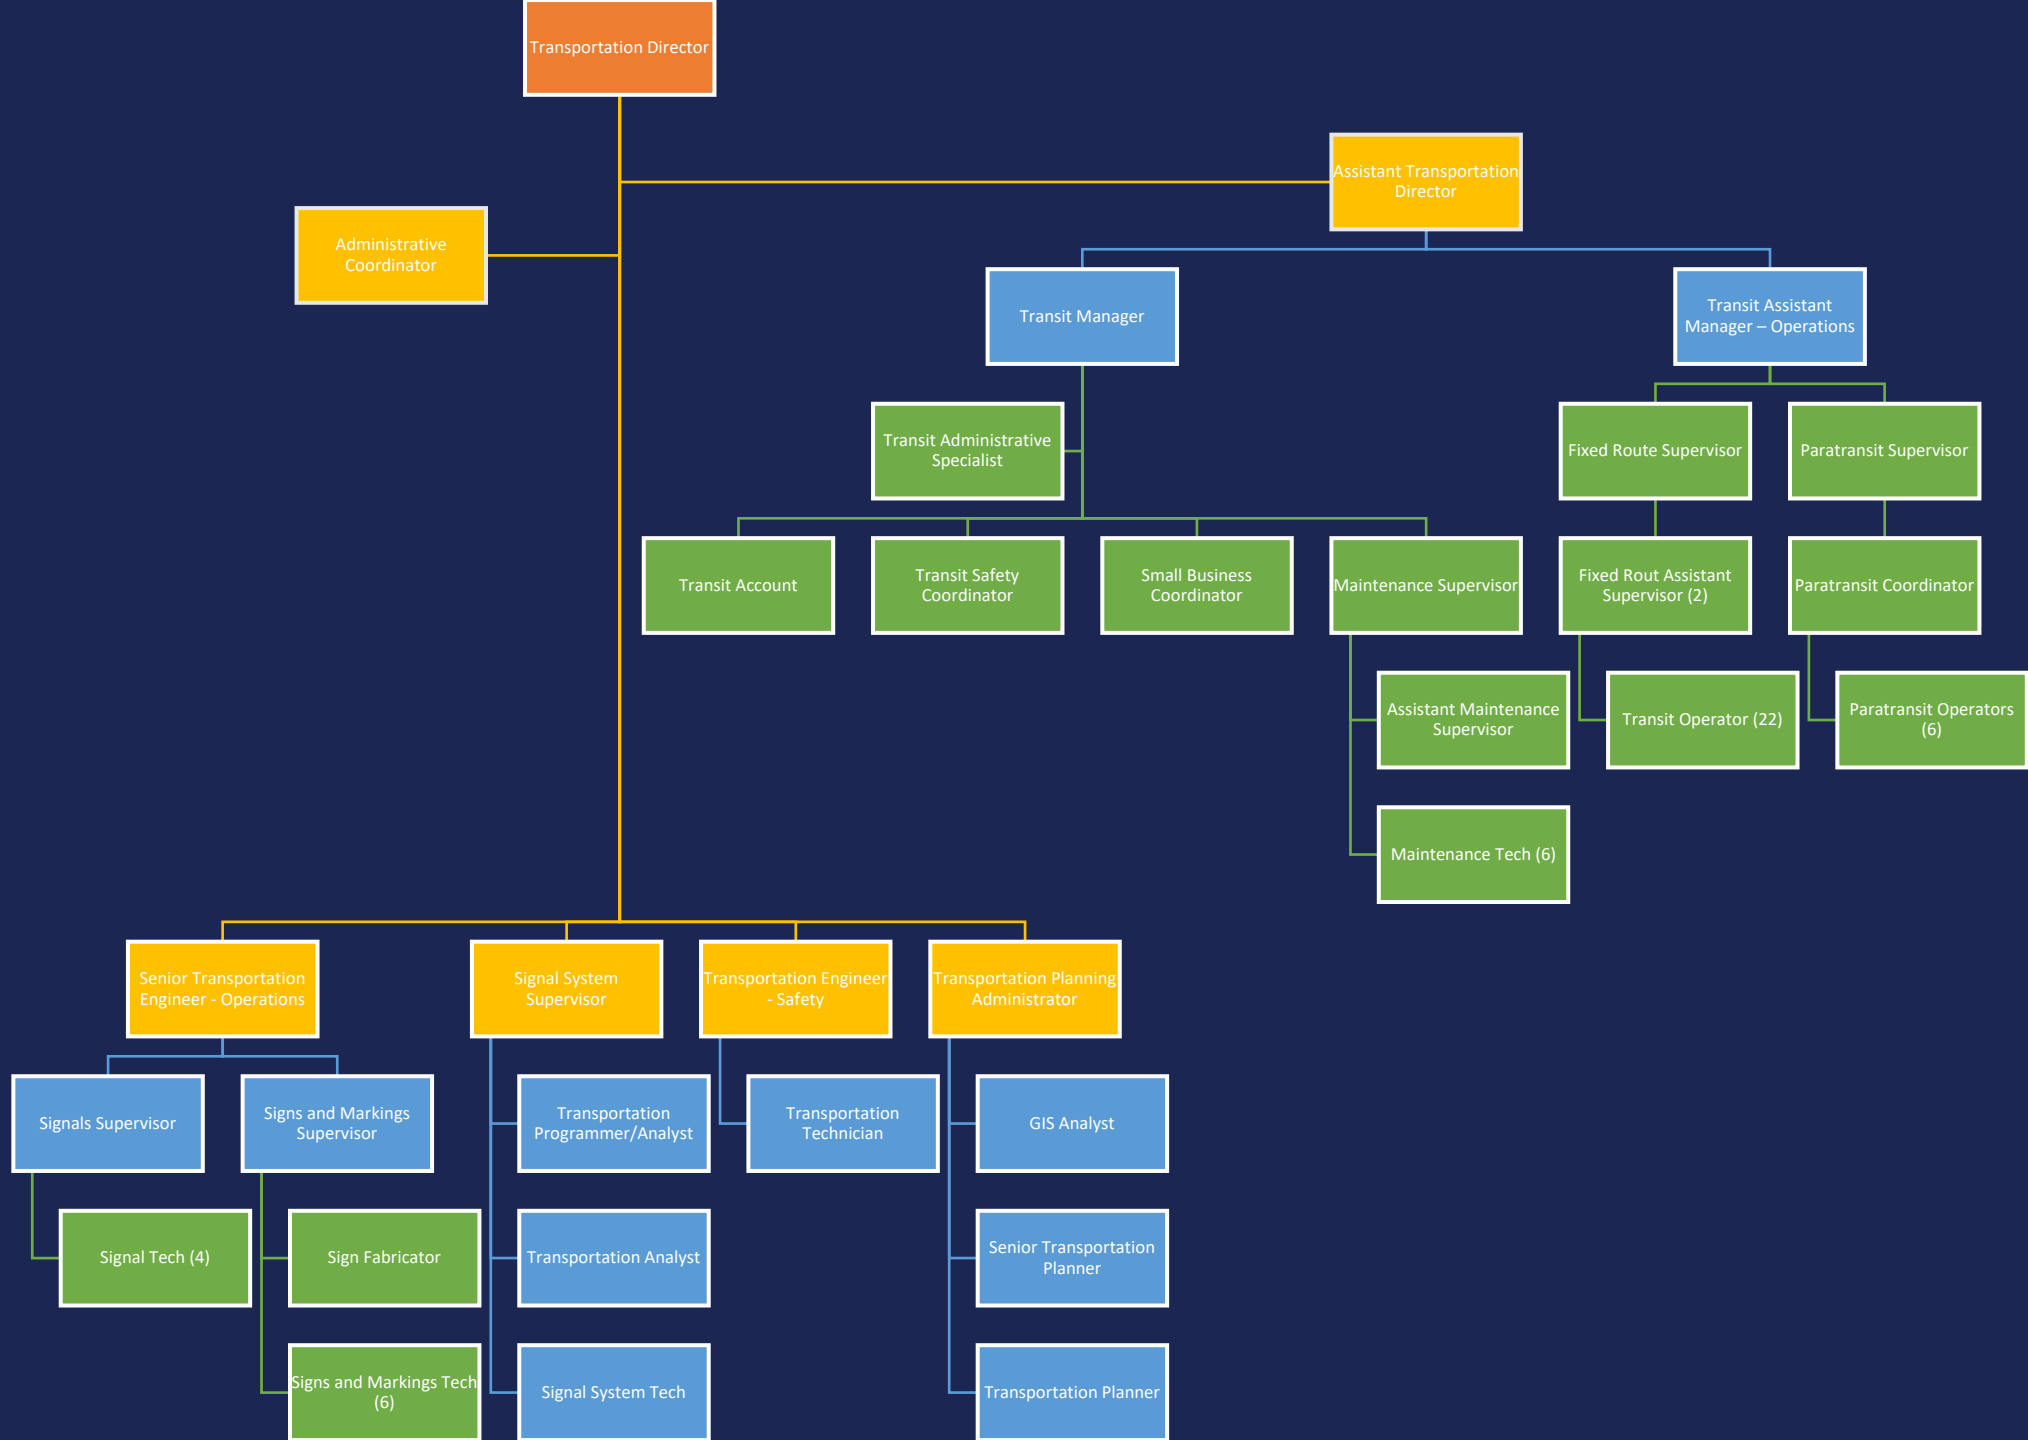 Transportation Director
Assistant Transportation
Director
Administrative
Coordinator
Transit Manager
Transit Assistant
Manager – Operations
Transit Administrative
Specialist
Fixed Route Supervisor
Paratransit Supervisor
Transit Account
Transit Safety
Coordinator
Small Business
Coordinator
Maintenance Supervisor
Fixed Rout Assistant
Supervisor (2)
Paratransit Coordinator
Assistant Maintenance
Supervisor
Transit Operator (22)
Paratransit Operators
(6)
Maintenance Tech (6)
Senior Transportation
Engineer - Operations
Signal System
Supervisor
Transportation Engineer
- Safety
Transportation Planning
Administrator
Signals Supervisor
Signs and Markings
Supervisor
Transportation
Programmer/Analyst
Transportation
Technician
GIS Analyst
Signal Tech (4)
Sign Fabricator
Transportation Analyst
Senior Transportation
Planner
Signs and Markings Tech
(6)
Signal System Tech
Transportation Planner